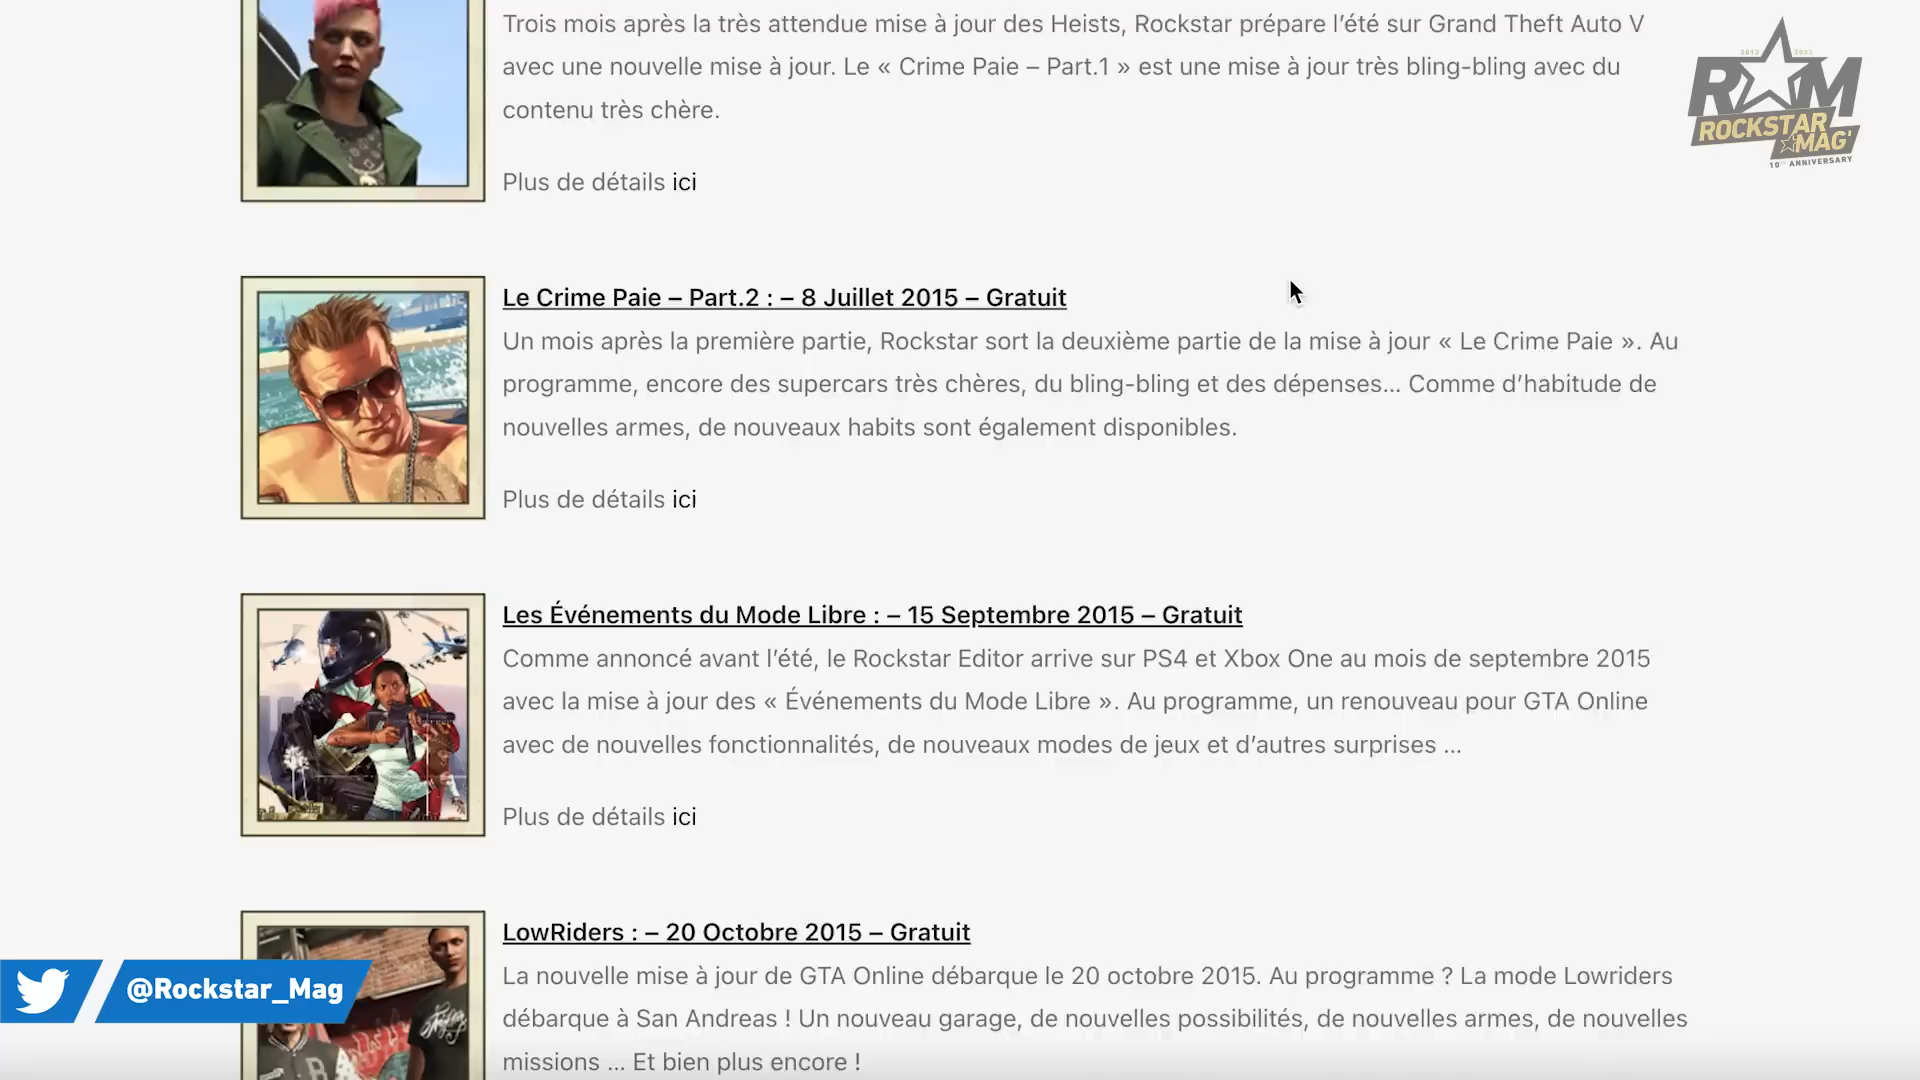 Trois mois après la très attendue mise à jour des Heists, Rockstar prépare l’été sur Grand Theft Auto V
avec une nouvelle mise à jour. Le « Crime Paie – Part.1 » est une mise à jour très bling-bling avec du
contenu très chère.
Plus de détails ici
2013 2023
R M
ROCKSTAR
MAG'
10TH ANNIVERSARY
Le Crime Paie – Part.2 : – 8 Juillet 2015 – Gratuit
Un mois après la première partie, Rockstar sort la deuxième partie de la mise à jour « Le Crime Paie ». Au
programme, encore des supercars très chères, du bling-bling et des dépenses… Comme d’habitude de
nouvelles armes, de nouveaux habits sont également disponibles.
Plus de détails ici
Les Événements du Mode Libre : – 15 Septembre 2015 – Gratuit
Comme annoncé avant l’été, le Rockstar Editor arrive sur PS4 et Xbox One au mois de septembre 2015
avec la mise à jour des « Événements du Mode Libre ». Au programme, un renouveau pour GTA Online
avec de nouvelles fonctionnalités, de nouveaux modes de jeux et d’autres surprises …
Plus de détails ici
LowRiders : – 20 Octobre 2015 – Gratuit
La nouvelle mise à jour de GTA Online débarque le 20 octobre 2015. Au programme ? La mode Lowriders
débarque à San Andreas ! Un nouveau garage, de nouvelles possibilités, de nouvelles armes, de nouvelles
missions … Et bien plus encore !
@Rockstar_Mag